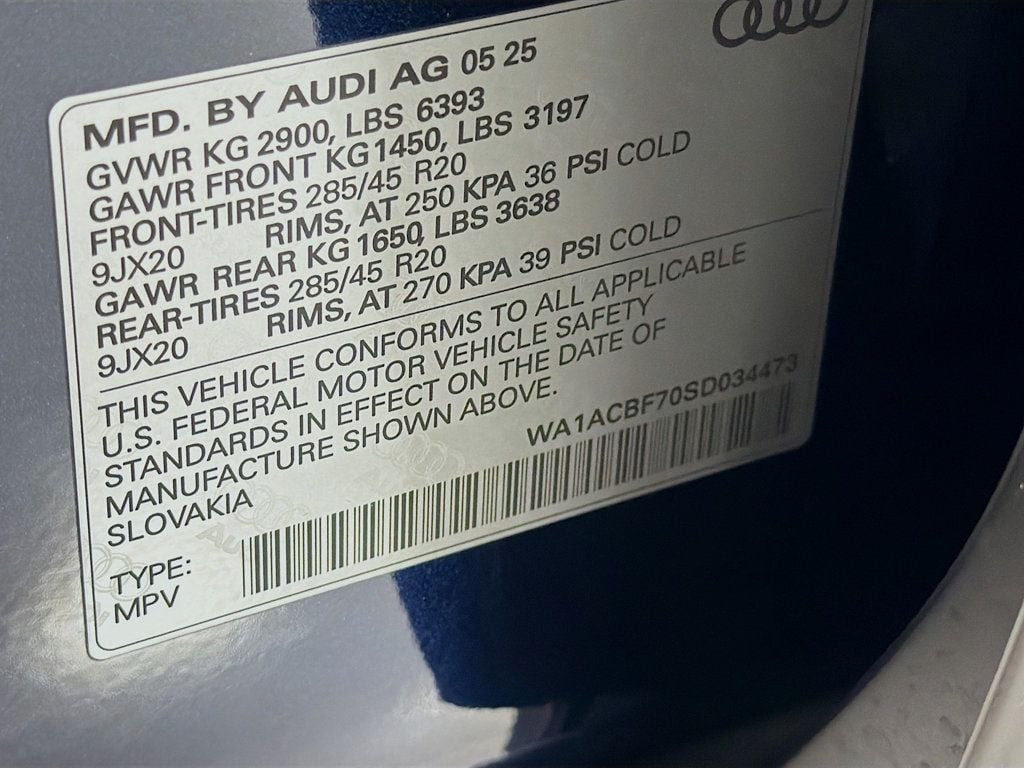 MFD. BY AUDI AG 05 25
GVWR KG 2900, LBS 6393
GAWR FRONT KG 1450, LBS 3197
FRONT-TIRES 285/45 R20
9JX20 RIMS, AT 250 KPA 36 PSI COLD
GAWR REAR KG 1650, LBS 3638
REAR-TIRES 285/45 R20
9JX20 RIMS, AT 270 KPA 39 PSI COLD
THIS VEHICLE CONFORMS TO ALL APPLICABLE
U.S. FEDERAL MOTOR VEHICLE SAFETY
STANDARDS IN EFFECT ON THE DATE OF
MANUFACTURE SHOWN ABOVE.
SLOVAKIA
WA1ACBF70SD034473
TYPE:
MPV